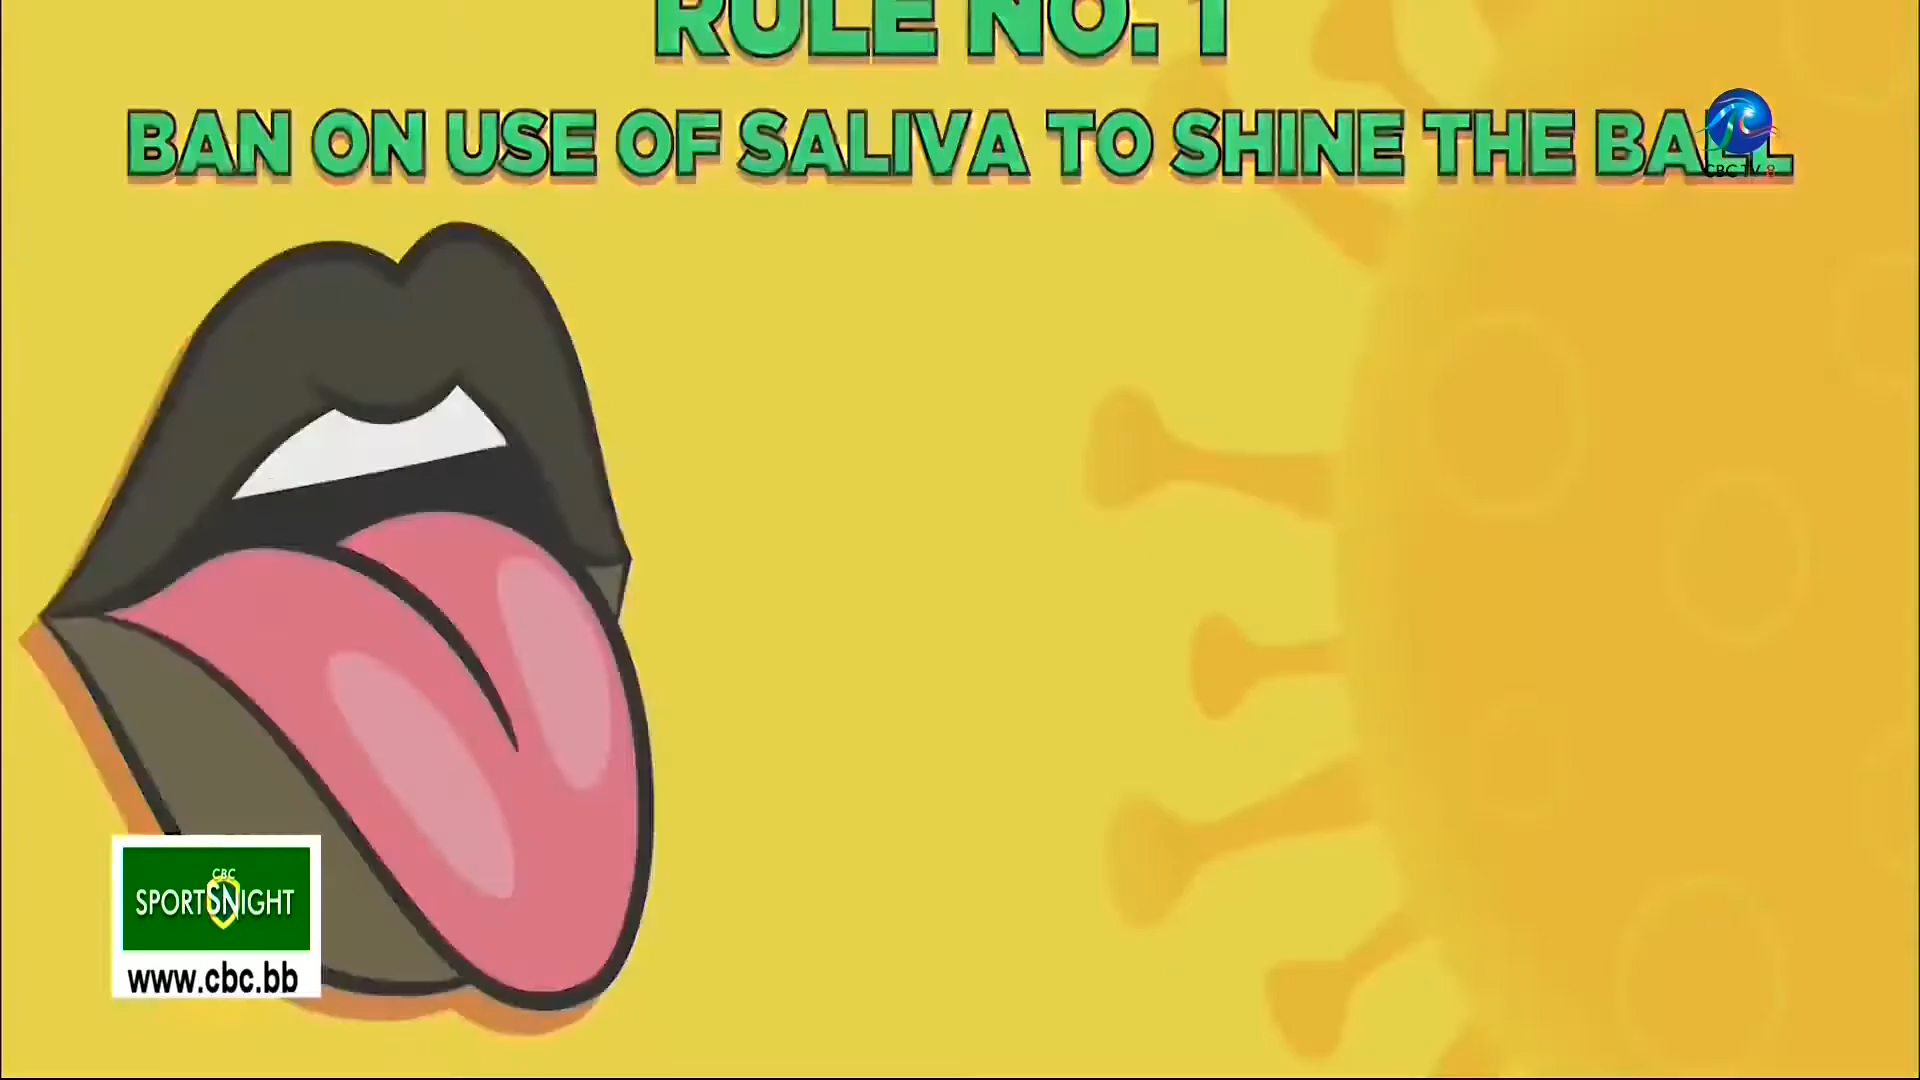 RULE NO. 1
BAN ON USE OF SALIVA TO SHINE THE BALL
CBC TV 8
CBC
SPORTSNIGHT
www.cbc.bb